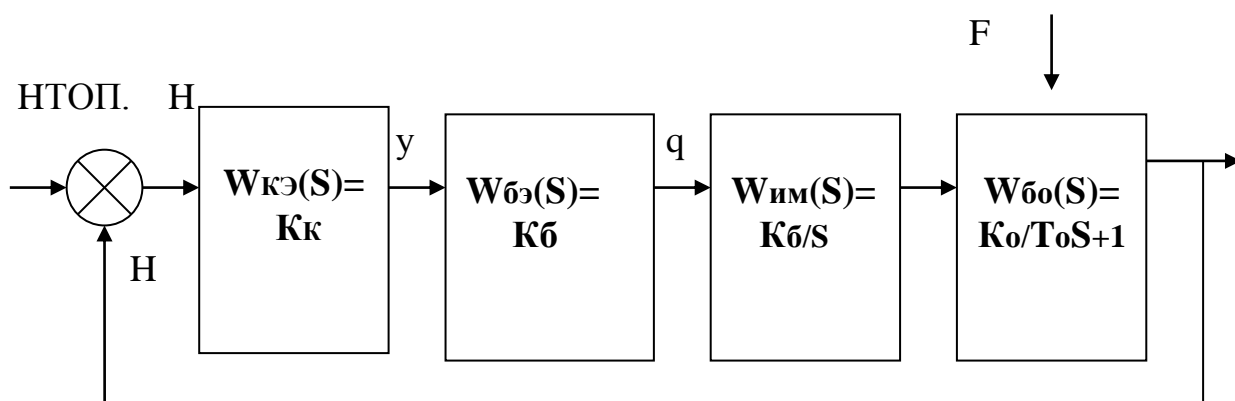 F
НТОП. Н
у
q
WКЭ(S)=
Кк
Wбэ(S)=
Кб
Wим(S)=
Кб/S
Wбо(S)=
Ко/ТоS+1
Н